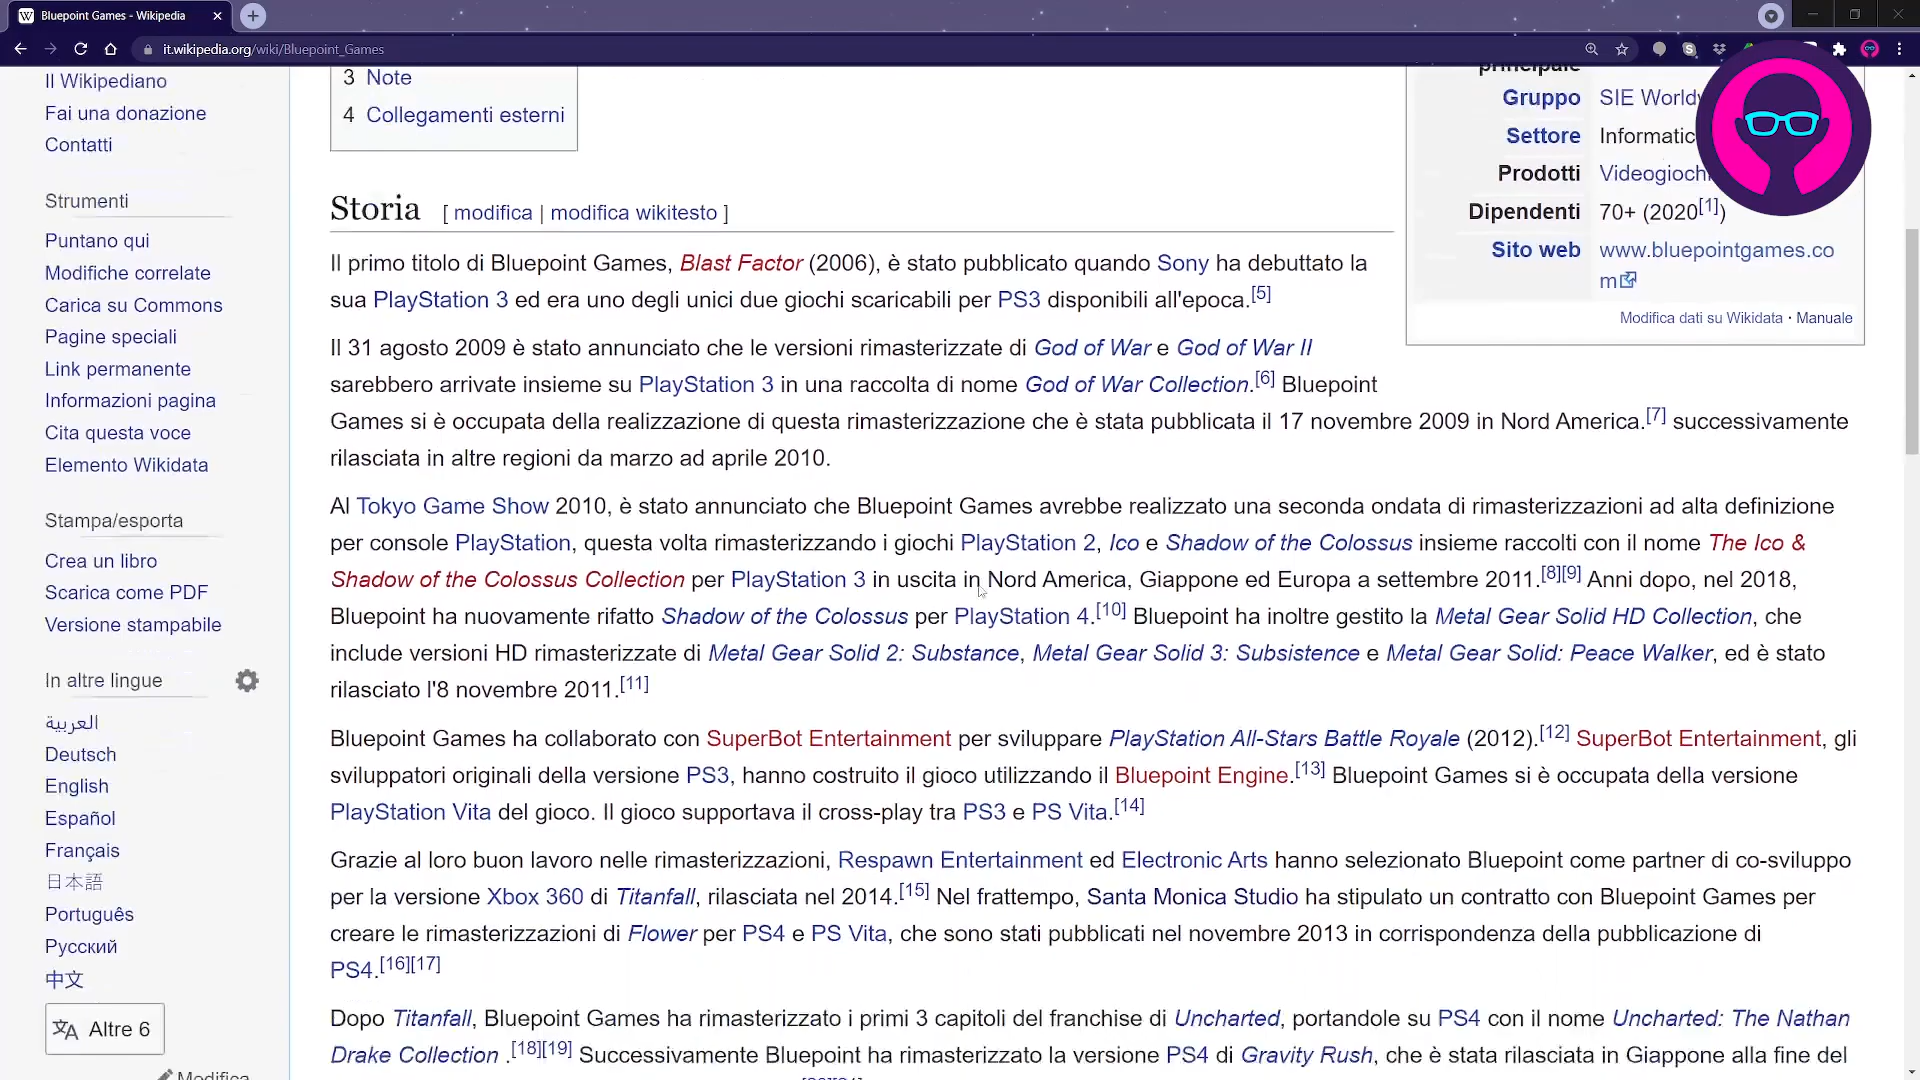 Bluepoint Games - Wikipedia
it.wikipedia.org/wiki/Bluepoint_Games
Il Wikipediano
Fai una donazione
Contatti
Strumenti
Puntano qui
Modifiche correlate
Carica su Commons
Pagine speciali
Link permanente
Informazioni pagina
Cita questa voce
Elemento Wikidata
Stampa/esporta
Crea un libro
Scarica come PDF
Versione stampabile
In altre lingue
العربية
Deutsch
English
Español
Français
日本語
Português
Русский
中文
Altre 6
Modifica
3 Note
4 Collegamenti esterni
principale
Gruppo SIE Worldw
Settore Informatic
Prodotti Videogiochi
Dipendenti 70+ (2020[1])
Sito web www.bluepointgames.co
m
Modifica dati su Wikidata · Manuale
Storia [ modifica | modifica wikitesto ]
Il primo titolo di Bluepoint Games, Blast Factor (2006), è stato pubblicato quando Sony ha debuttato la
sua PlayStation 3 ed era uno degli unici due giochi scaricabili per PS3 disponibili all'epoca.[5]
Il 31 agosto 2009 è stato annunciato che le versioni rimasterizzate di God of War e God of War II
sarebbero arrivate insieme su PlayStation 3 in una raccolta di nome God of War Collection.[6] Bluepoint
Games si è occupata della realizzazione di questa rimasterizzazione che è stata pubblicata il 17 novembre 2009 in Nord America.[7] successivamente
rilasciata in altre regioni da marzo ad aprile 2010.
Al Tokyo Game Show 2010, è stato annunciato che Bluepoint Games avrebbe realizzato una seconda ondata di rimasterizzazioni ad alta definizione
per console PlayStation, questa volta rimasterizzando i giochi PlayStation 2, Ico e Shadow of the Colossus insieme raccolti con il nome The Ico &
Shadow of the Colossus Collection per PlayStation 3 in uscita in Nord America, Giappone ed Europa a settembre 2011.[8][9] Anni dopo, nel 2018,
Bluepoint ha nuovamente rifatto Shadow of the Colossus per PlayStation 4.[10] Bluepoint ha inoltre gestito la Metal Gear Solid HD Collection, che
include versioni HD rimasterizzate di Metal Gear Solid 2: Substance, Metal Gear Solid 3: Subsistence e Metal Gear Solid: Peace Walker, ed è stato
rilasciato l'8 novembre 2011.[11]
Bluepoint Games ha collaborato con SuperBot Entertainment per sviluppare PlayStation All-Stars Battle Royale (2012).[12] SuperBot Entertainment, gli
sviluppatori originali della versione PS3, hanno costruito il gioco utilizzando il Bluepoint Engine.[13] Bluepoint Games si è occupata della versione
PlayStation Vita del gioco. Il gioco supportava il cross-play tra PS3 e PS Vita.[14]
Grazie al loro buon lavoro nelle rimasterizzazioni, Respawn Entertainment ed Electronic Arts hanno selezionato Bluepoint come partner di co-sviluppo
per la versione Xbox 360 di Titanfall, rilasciata nel 2014.[15] Nel frattempo, Santa Monica Studio ha stipulato un contratto con Bluepoint Games per
creare le rimasterizzazioni di Flower per PS4 e PS Vita, che sono stati pubblicati nel novembre 2013 in corrispondenza della pubblicazione di
PS4.[16][17]
Dopo Titanfall, Bluepoint Games ha rimasterizzato i primi 3 capitoli del franchise di Uncharted, portandole su PS4 con il nome Uncharted: The Nathan
Drake Collection .[18][19] Successivamente Bluepoint ha rimasterizzato la versione PS4 di Gravity Rush, che è stata rilasciata in Giappone alla fine del